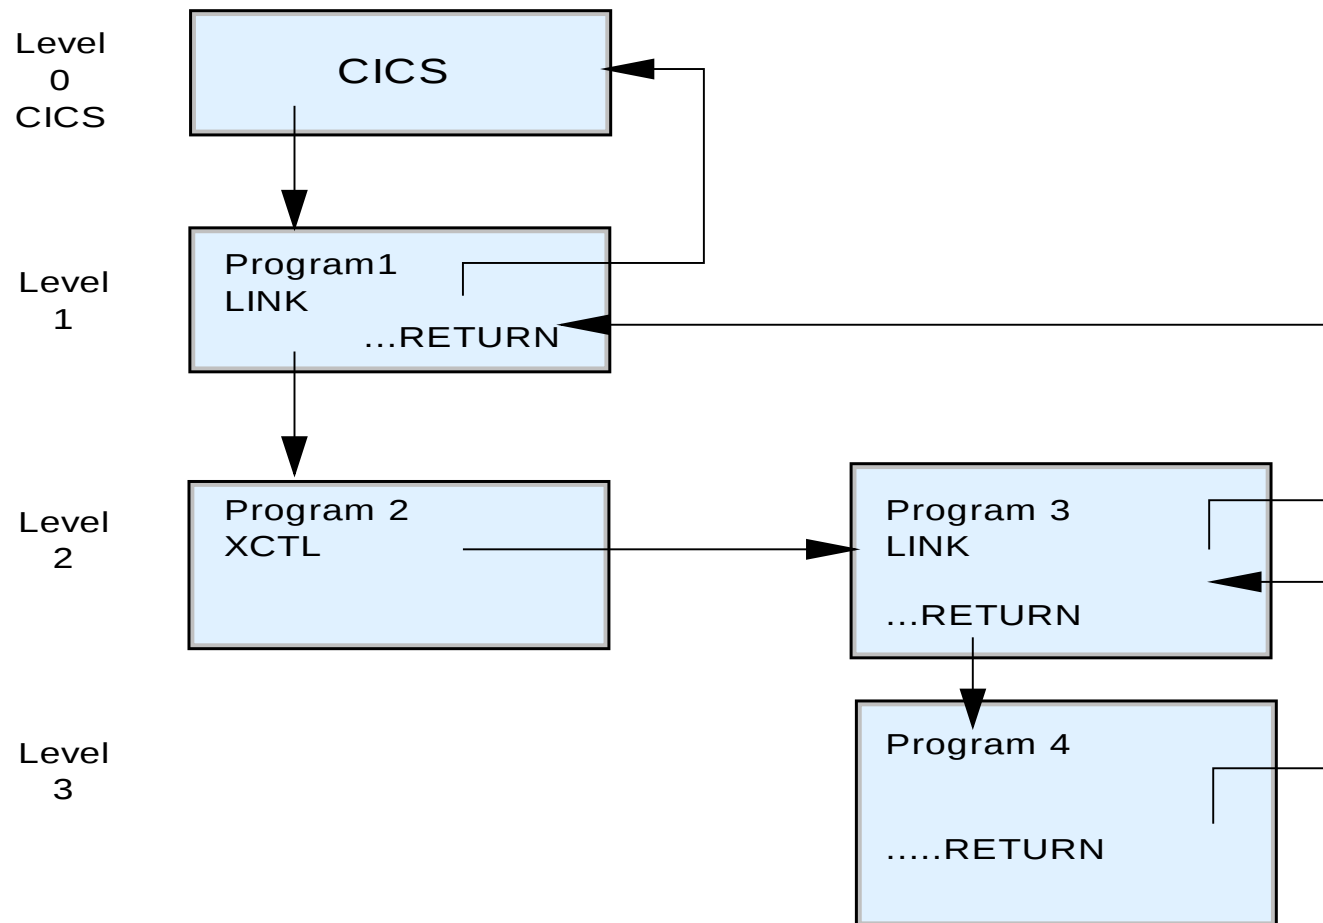 Level
0
CICS
CICS
Level
1
Program1
LINK
...RETURN
Level
2
Program 2
XCTL
Program 3
LINK
...RETURN
Level
3
Program 4
.....RETURN